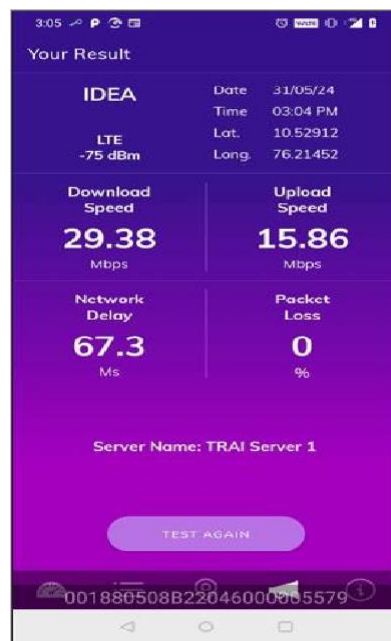 3:05
Your Result
IDEA
LTE
-75 dBm
Date 31/05/24
Time 03:04 PM
Lat. 10.52912
Long. 76.21452
Download
Speed
29.38
Mbps
Upload
Speed
15.86
Mbps
Network
Delay
67.3
Ms
Packet
Loss
0
%
Server Name: TRAI Server 1
TEST AGAIN
001880508B22046000005579